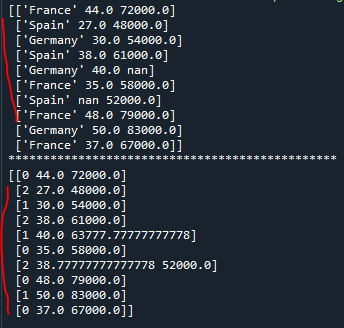 [['France' 44.0 72000.0]
['Spain' 27.0 48000.0]
['Germany' 30.0 54000.0]
['Spain' 38.0 61000.0]
['Germany' 40.0 nan]
['France' 35.0 58000.0]
['Spain' nan 52000.0]
['France' 48.0 79000.0]
['Germany' 50.0 83000.0]
['France' 37.0 67000.0]]
***********************************************
[[0 44.0 72000.0]
[2 27.0 48000.0]
[1 30.0 54000.0]
[2 38.0 61000.0]
[1 40.0 63777.77777777778]
[0 35.0 58000.0]
[2 38.77777777777778 52000.0]
[0 48.0 79000.0]
[1 50.0 83000.0]
[0 37.0 67000.0]]